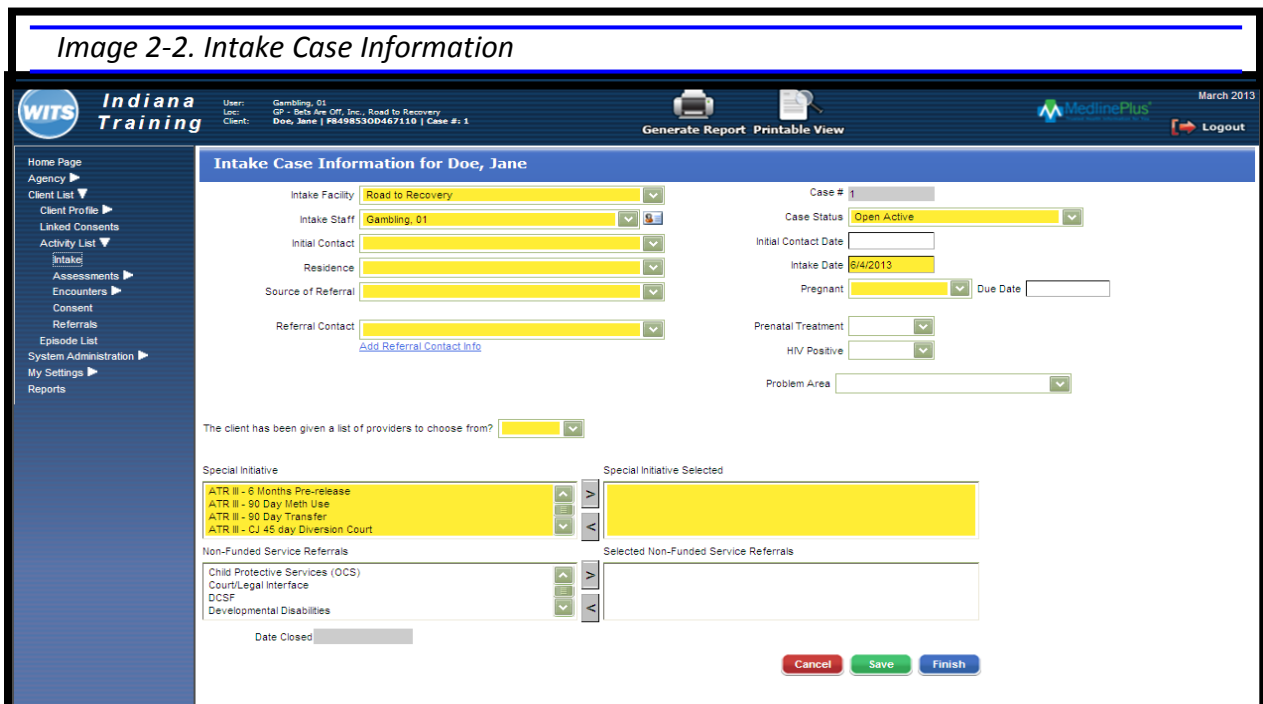 Image 2-2. Intake Case Information
WITS
Indiana
Training
User: Gambling, 01
Loc: GP - Bets Are Off, Inc., Road to Recovery
Client: Doe, Jane | F84985300467110 | Case #: 1
Generate Report Printable View
MedlinePlus
March 2013
Logout
Home Page
Agency
Client List
Client Profile
Linked Consents
Activity List
Intake
Assessments
Encounters
Consent
Referrals
Episode List
System Administration
My Settings
Reports
Intake Case Information for Doe, Jane
Intake Facility Road to Recovery
Case # 1
Intake Staff Gambling, 01
Case Status Open Active
Initial Contact
Initial Contact Date
Residence
Intake Date 6/4/2013
Source of Referral
Pregnant Due Date
Referral Contact
Prenatal Treatment
Add Referral Contact Info
HIV Positive
Problem Area
The client has been given a list of providers to choose from?
Special Initiative Special Initiative Selected
ATR III - 6 Months Pre-release
ATR III - 90 Day Meth Use
ATR III - 90 Day Transfer
ATR III - CJ 45 day Diversion Court
> 
<
Non-Funded Service Referrals Selected Non-Funded Service Referrals
Child Protective Services (OCS)
Court/Legal Interface
DCSF
Developmental Disabilities
>
<
Date Closed
Cancel Save Finish